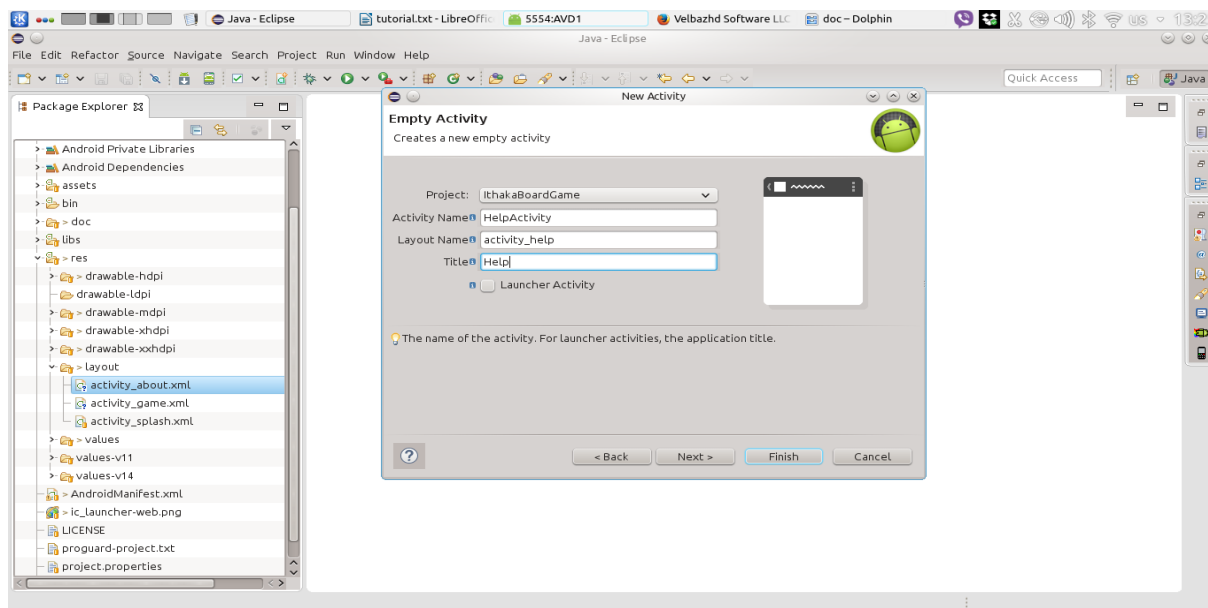 Java - Eclipse
tutorial.txt - LibreOffic
5554:AVD1
Velbazhd Software LLC
doc – Dolphin
us
13:2
Java - Eclipse
File Edit Refactor Source Navigate Search Project Run Window Help
Quick Access
Java
Package Explorer
Android Private Libraries
Android Dependencies
assets
bin
> doc
libs
> res
> drawable-hdpi
drawable-ldpi
> drawable-mdpi
> drawable-xhdpi
> drawable-xxhdpi
> layout
activity_about.xml
activity_game.xml
activity_splash.xml
> values
values-v11
values-v14
> AndroidManifest.xml
> ic_launcher-web.png
LICENSE
proguard-project.txt
project.properties
New Activity
Empty Activity
Creates a new empty activity
Project: IthakaBoardGame
Activity Name HelpActivity
Layout Name activity_help
Title Help
Launcher Activity
The name of the activity. For launcher activities, the application title.
?
< Back
Next >
Finish
Cancel